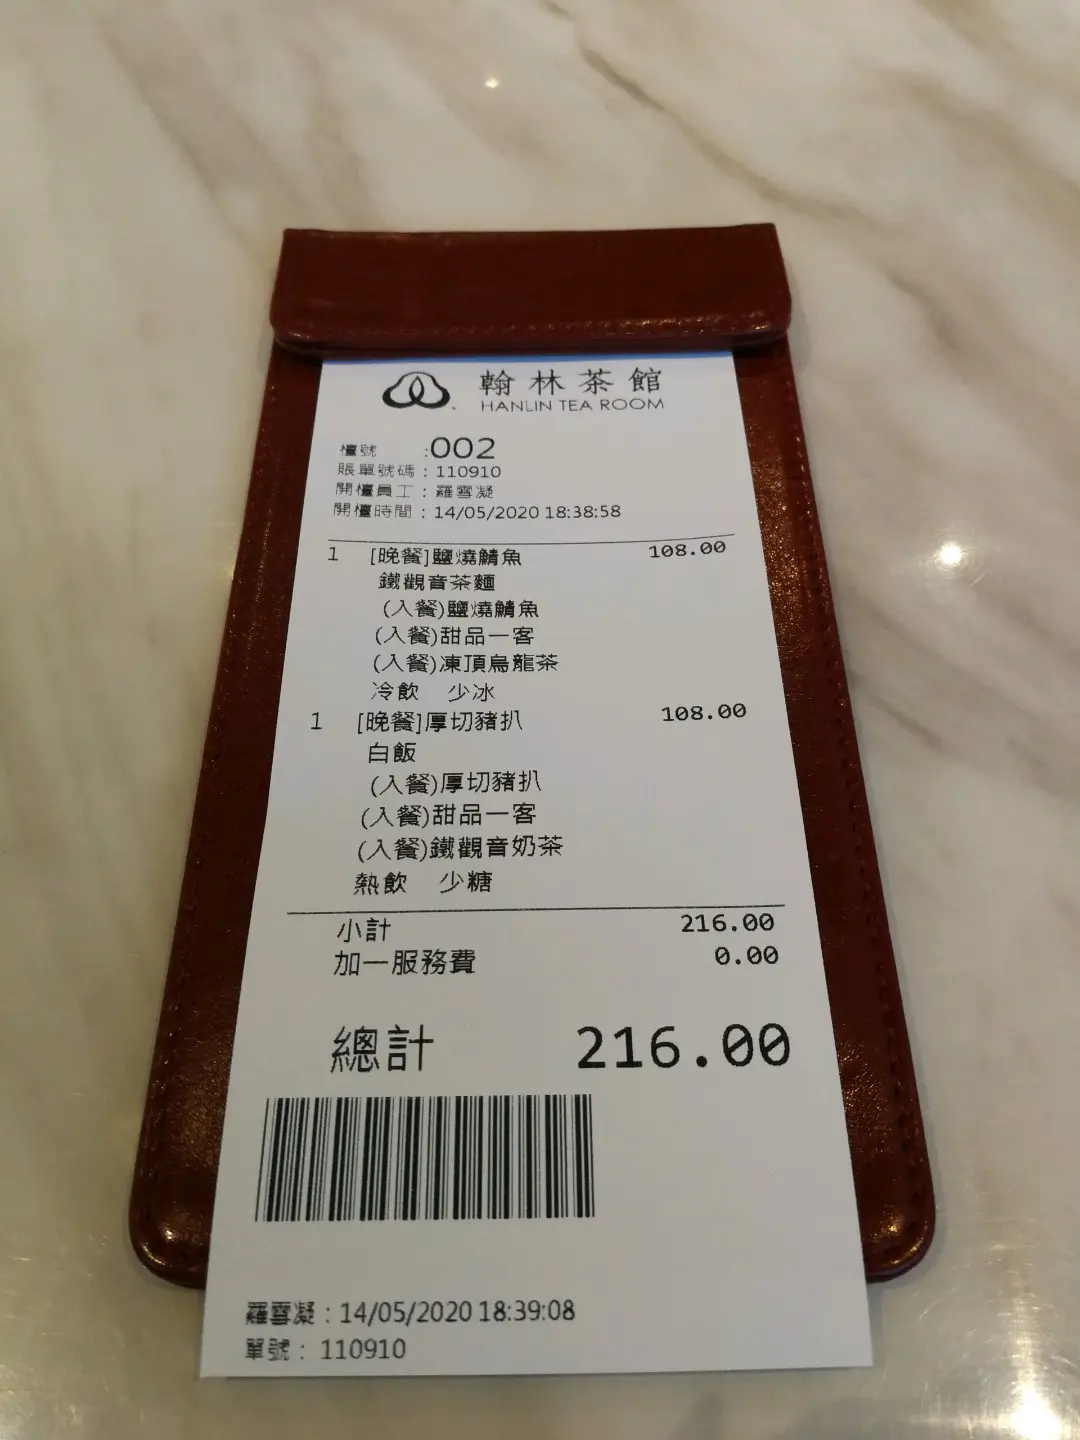 翰林茶館
HANLIN TEA ROOM
檯號 :002
賬單號碼 : 110910
開檯員工 : 羅雪凝
開檯時間 : 14/05/2020 18:38:58
1 [晚餐]鹽燒鯖魚 108.00
鐵觀音茶麵
(入餐)鹽燒鯖魚
(入餐)甜品一客
(入餐)凍頂烏龍茶
冷飲 少冰
1 [晚餐]厚切豬扒 108.00
白飯
(入餐)厚切豬扒
(入餐)甜品一客
(入餐)鐵觀音奶茶
熱飲 少糖
小計 216.00
加一服務費 0.00
總計 216.00
羅雪凝 : 14/05/2020 18:39:08
單號 : 110910